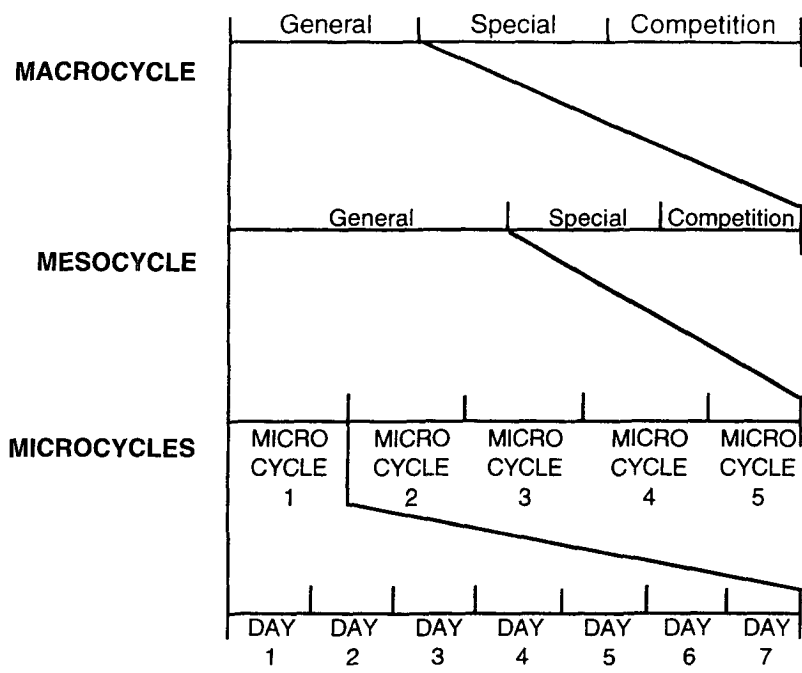 General Special Competition
MACROCYCLE
General Special Competition
MESOCYCLE
MICROCYCLES
MICRO CYCLE 1
MICRO CYCLE 2
MICRO CYCLE 3
MICRO CYCLE 4
MICRO CYCLE 5
DAY 1
DAY 2
DAY 3
DAY 4
DAY 5
DAY 6
DAY 7